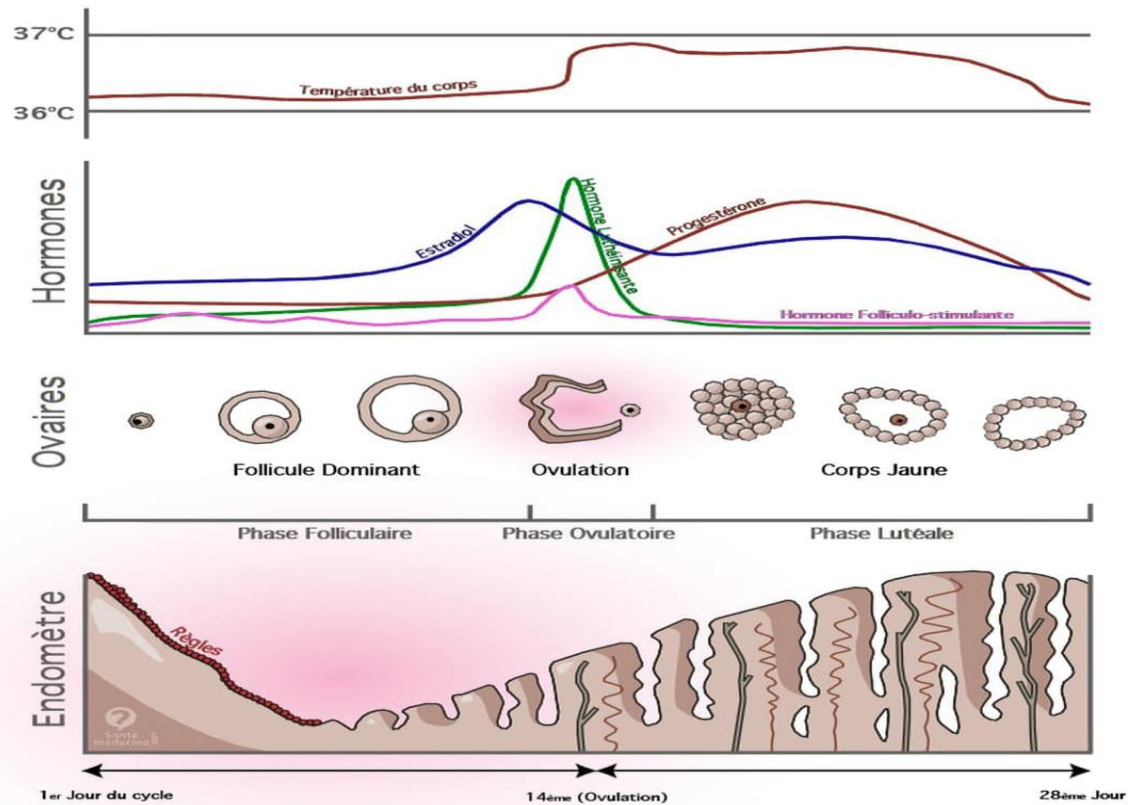 37°C
Température du corps
36°C
Hormones
Estradiol
Hormone Lutéinisante
Progestérone
Hormone Folliculo-stimulante
Ovaires
Follicule Dominant
Ovulation
Corps Jaune
Phase Folliculaire
Phase Ovulatoire
Phase Lutéale
Endomètre
Règles
Santé
médecine
1er Jour du cycle
14ème (Ovulation)
28ème Jour